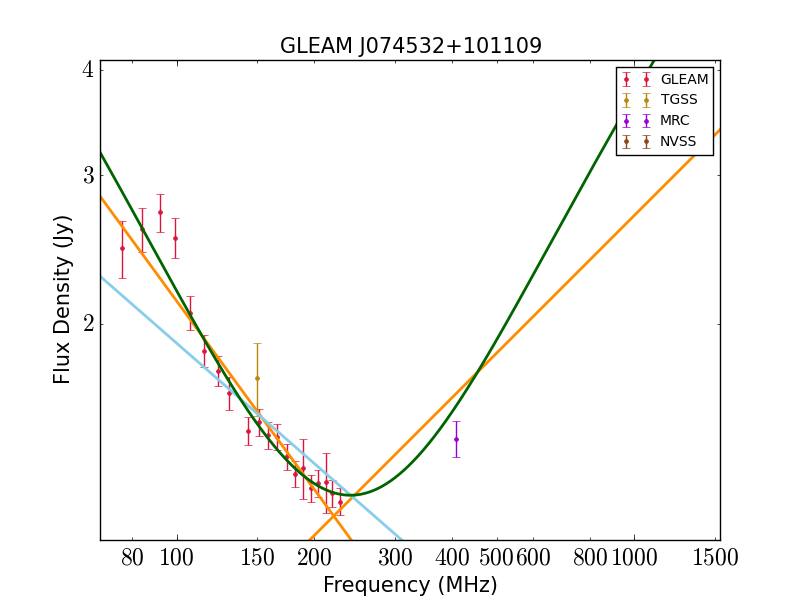 GLEAM J074532+101109
GLEAM
TGSS
MRC
NVSS
4
3
2
Flux Density (Jy)
80 100 150 200 300 400 500 600 800 1000 1500
Frequency (MHz)